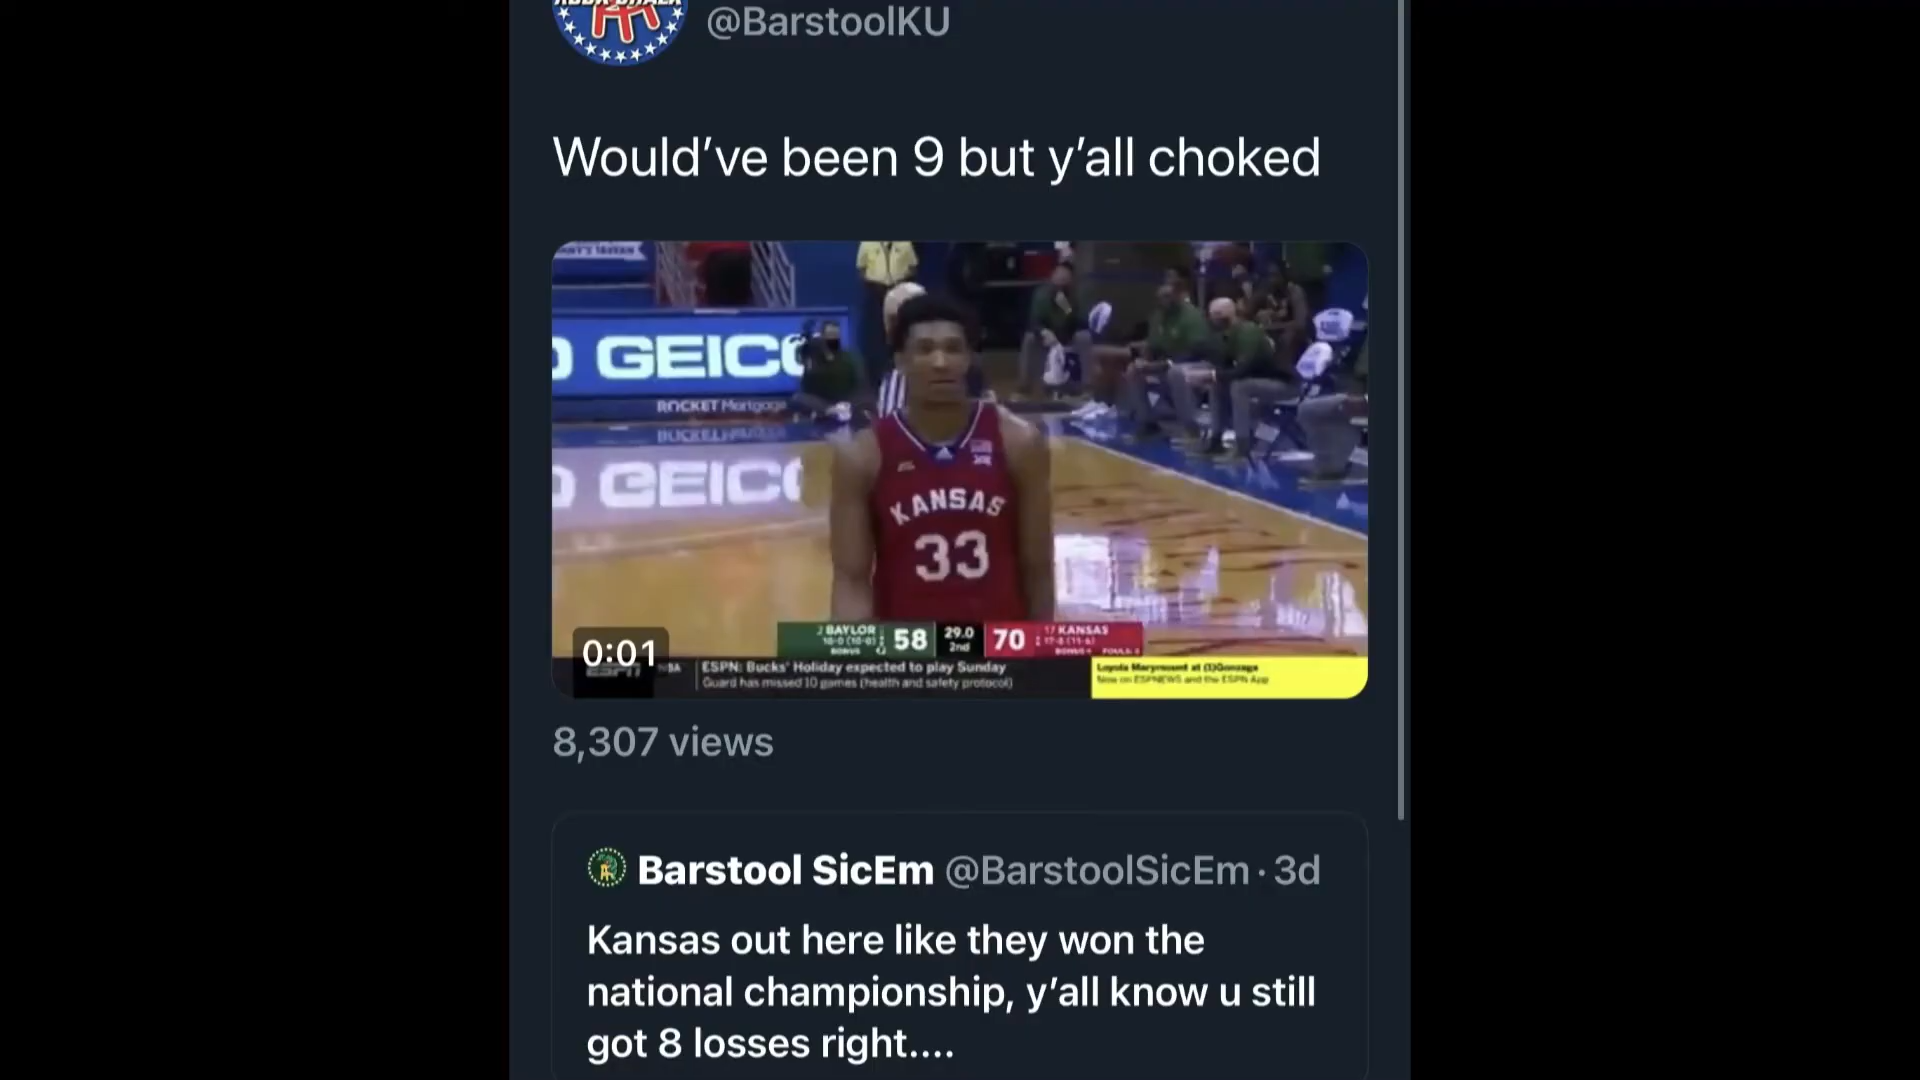 @BarstoolKU
Would’ve been 9 but y’all choked
GEICO
ROCKET Mortgage
GEICO
KANSAS
33
2 BAYLOR 58 29.0 2nd 70 17 KANSAS
BONUS
0:01
ESPN: Bucks' Holiday expected to play Sunday
Guard has missed 10 games (health and safety protocol)
Loyola Marymount at (1)Gonzaga
Now on ESPNEWS and the ESPN App
8,307 views
Barstool SicEm @BarstoolSicEm · 3d
Kansas out here like they won the
national championship, y’all know u still
got 8 losses right....